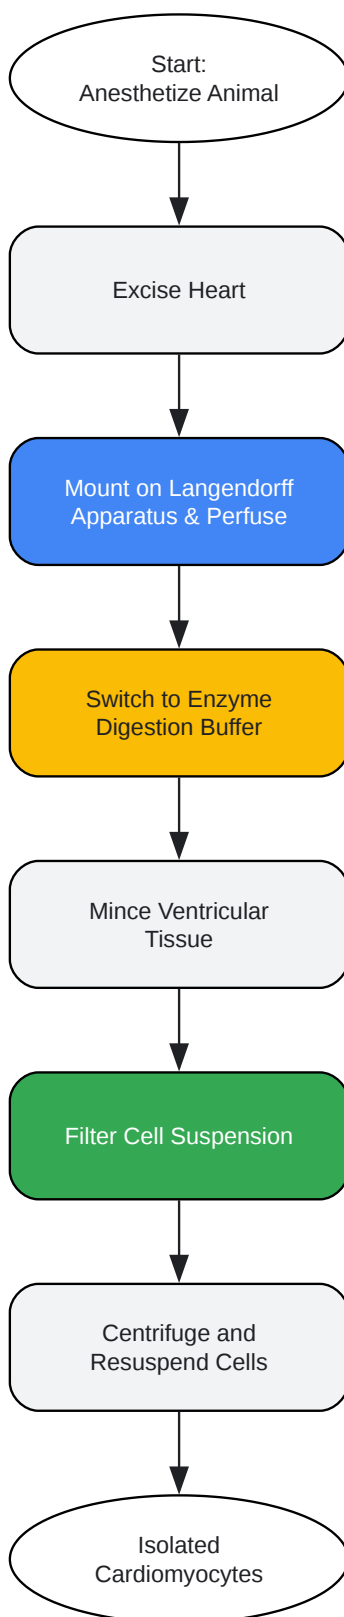 Start:
Anesthetize Animal
Excise Heart
Mount on Langendorff
Apparatus & Perfuse
Switch to Enzyme
Digestion Buffer
Mince Ventricular
Tissue
Filter Cell Suspension
Centrifuge and
Resuspend Cells
Isolated
Cardiomyocytes